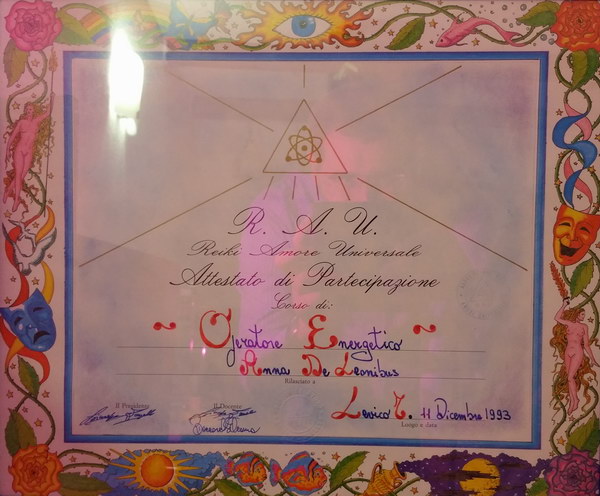 R. A. U.
Reiki Amore Universale
Attestato di Partecipazione
Corso di:
~ Operatore Energetico ~
Anna De Leonibus
Rilasciato a
Il Presidente Il Docente
Levico T. 11 Dicembre 1993
Luogo e data